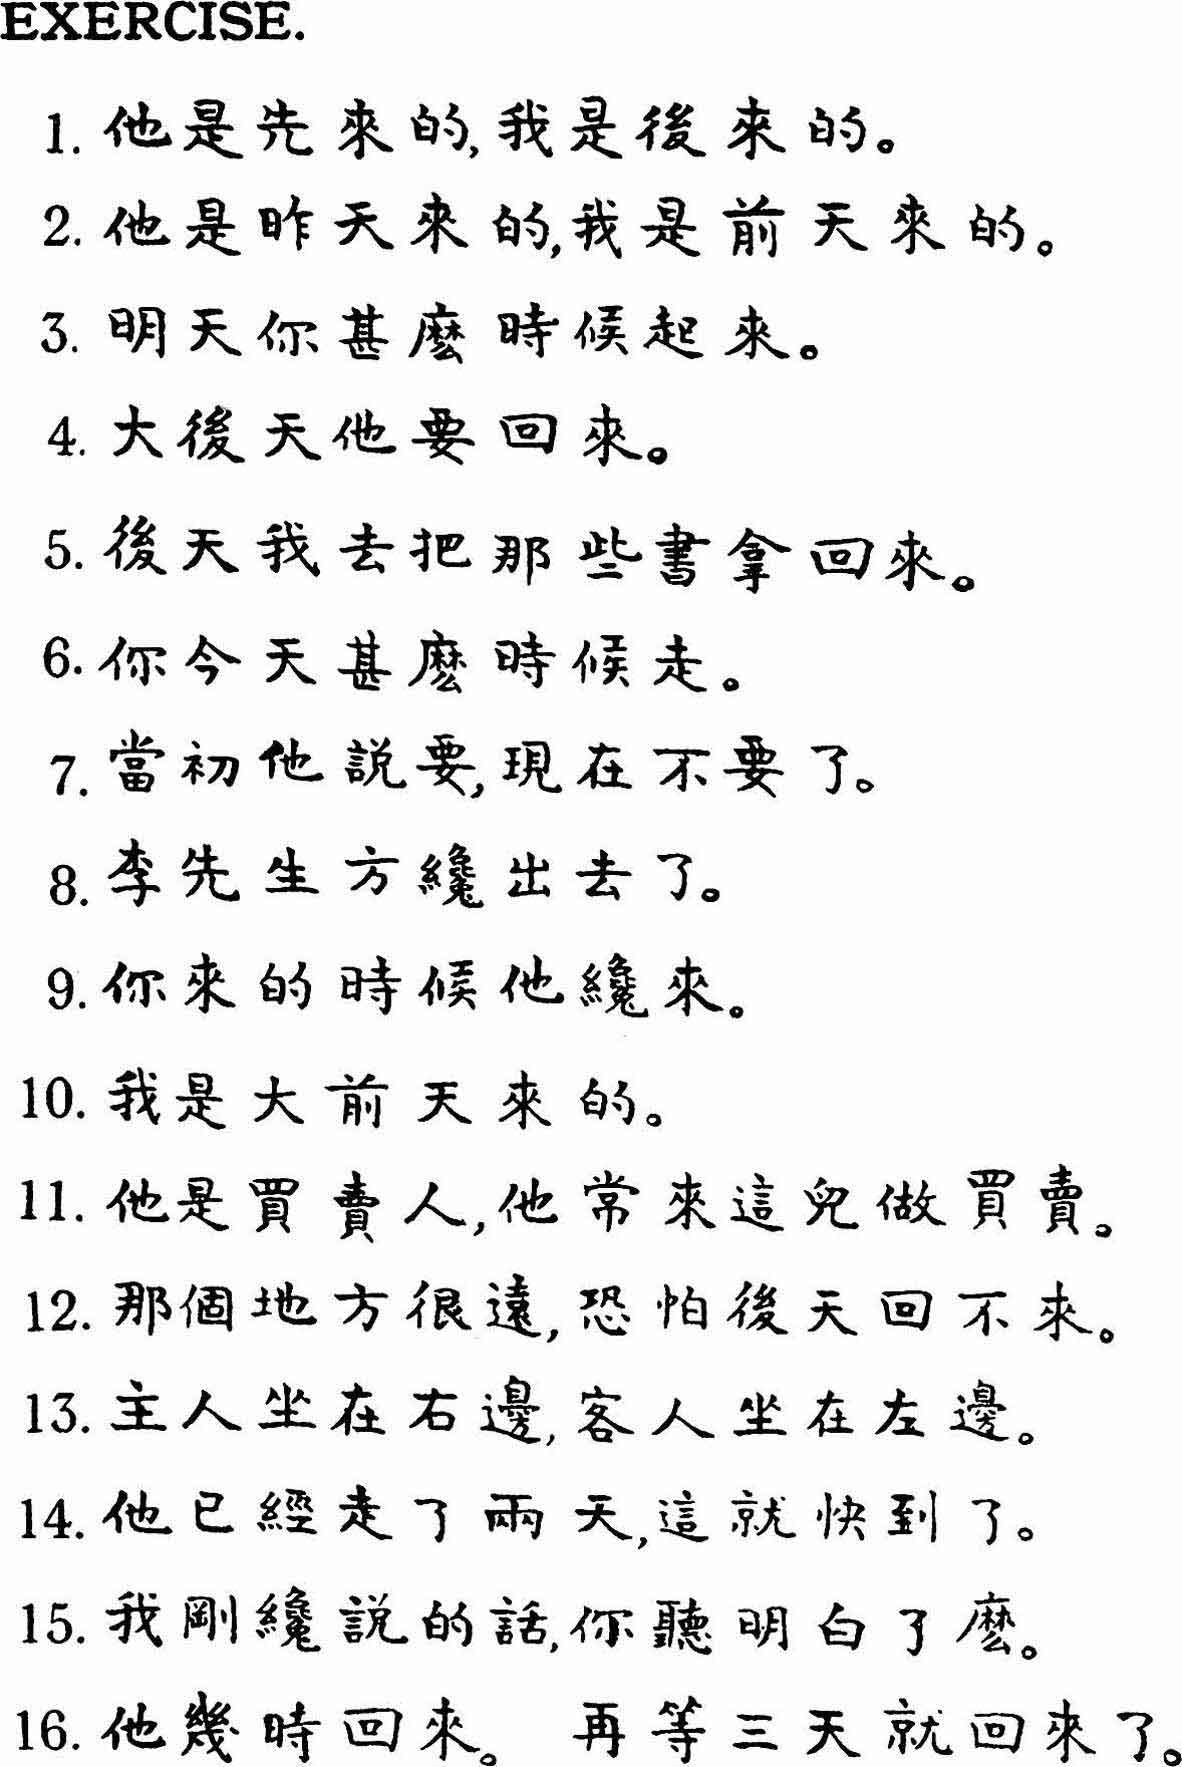 EXERCISE.
1. 他是先來的,我是後來的。
2. 他是昨天來的,我是前天來的。
3. 明天你甚麽時候起來。
4. 大後天他要回來。
5. 後天我去把那些書拿回來。
6. 你今天甚麽時候走。
7. 當初他説要,現在不要了。
8. 李先生方纔出去了。
9. 你來的時候他纔來。
10. 我是大前天來的。
11. 他是買賣人,他常來這兒做買賣。
12. 那個地方很遠,恐怕後天回不來。
13. 主人坐在右邊,客人坐在左邊。
14. 他已經走了兩天,這就快到了。
15. 我剛纔説的話,你聽明白了麽。
16. 他幾時回來。 再等三天就回來了。